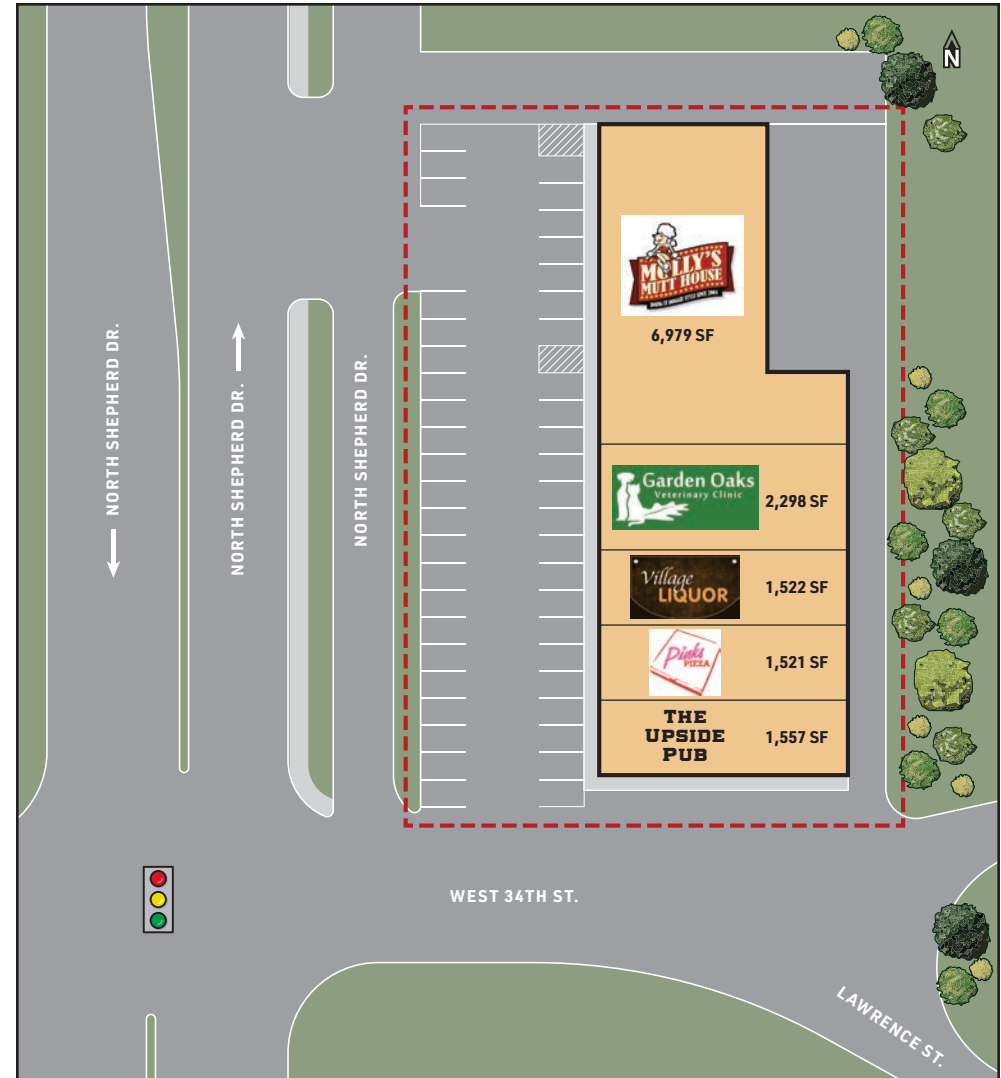 N
MOLLY'S
MUTT HOUSE
6,979 SF
NORTH SHEPHERD DR.
NORTH SHEPHERD DR.
NORTH SHEPHERD DR.
Garden Oaks
Veterinary Clinic
2,298 SF
Village
LIQUOR
1,522 SF
Pink's
PIZZA
1,521 SF
THE
UPSIDE
PUB
1,557 SF
WEST 34TH ST.
LAWRENCE ST.